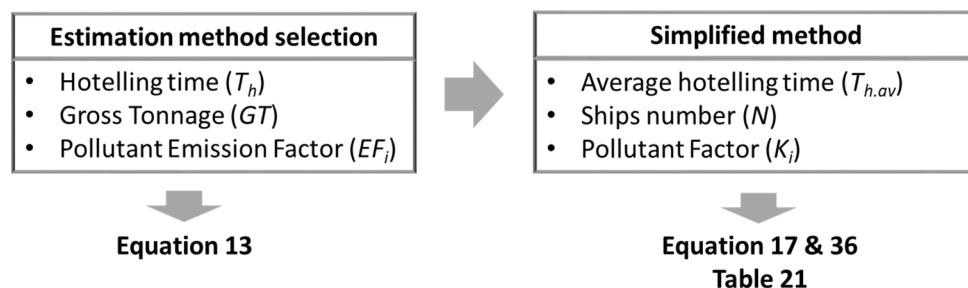 Estimation method selection
• Hotelling time (Th)
• Gross Tonnage (GT)
• Pollutant Emission Factor (EFi)
Equation 13
Simplified method
• Average hotelling time (Th.av)
• Ships number (N)
• Pollutant Factor (Ki)
Equation 17 & 36
Table 21